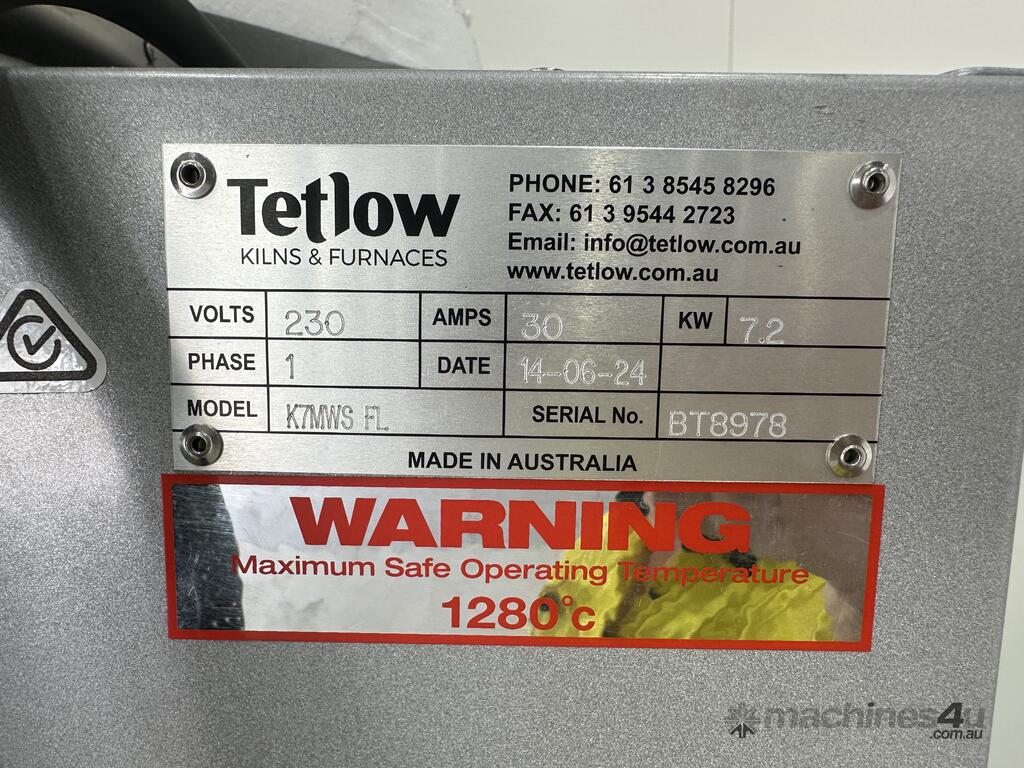 Tetlow
KILNS & FURNACES
PHONE: 61 3 8545 8296
FAX: 61 3 9544 2723
Email: info@tetlow.com.au
www.tetlow.com.au
VOLTS 230 AMPS 30 KW 7.2
PHASE 1 DATE 14-06-24
MODEL K7MWS FL SERIAL No. BT8978
MADE IN AUSTRALIA
WARNING
Maximum Safe Operating Temperature
1280°c
machines4u
.com.au